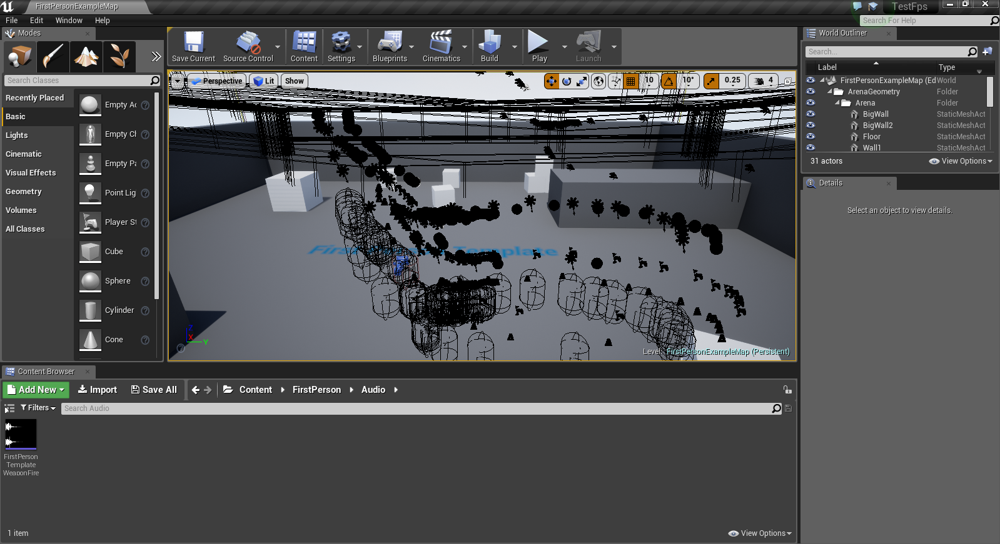 FirstPersonExampleMap
TestFps
File Edit Window Help
Search For Help
Modes
Search Classes
Recently Placed
Basic
Lights
Cinematic
Visual Effects
Geometry
Volumes
All Classes
Empty Ac
Empty Ch
Empty Pa
Point Lig
Player St
Cube
Sphere
Cylinder
Cone
Save Current
Source Control
Content
Settings
Blueprints
Cinematics
Build
Play
Launch
Perspective
Lit
Show
10
10°
0.25
4
First Person Template
Z
X
Y
Level: FirstPersonExampleMap (Persistent)
World Outliner
Search...
Label Type
FirstPersonExampleMap (Ed World
ArenaGeometry Folder
Arena Folder
BigWall StaticMeshAct
BigWall2 StaticMeshAct
Floor StaticMeshAct
Wall1 StaticMeshAct
31 actors
View Options
Details
Select an object to view details.
Content Browser
Add New
Import
Save All
Content
FirstPerson
Audio
Filters
Search Audio
FirstPerson
Template
WeaponFire
1 item
View Options